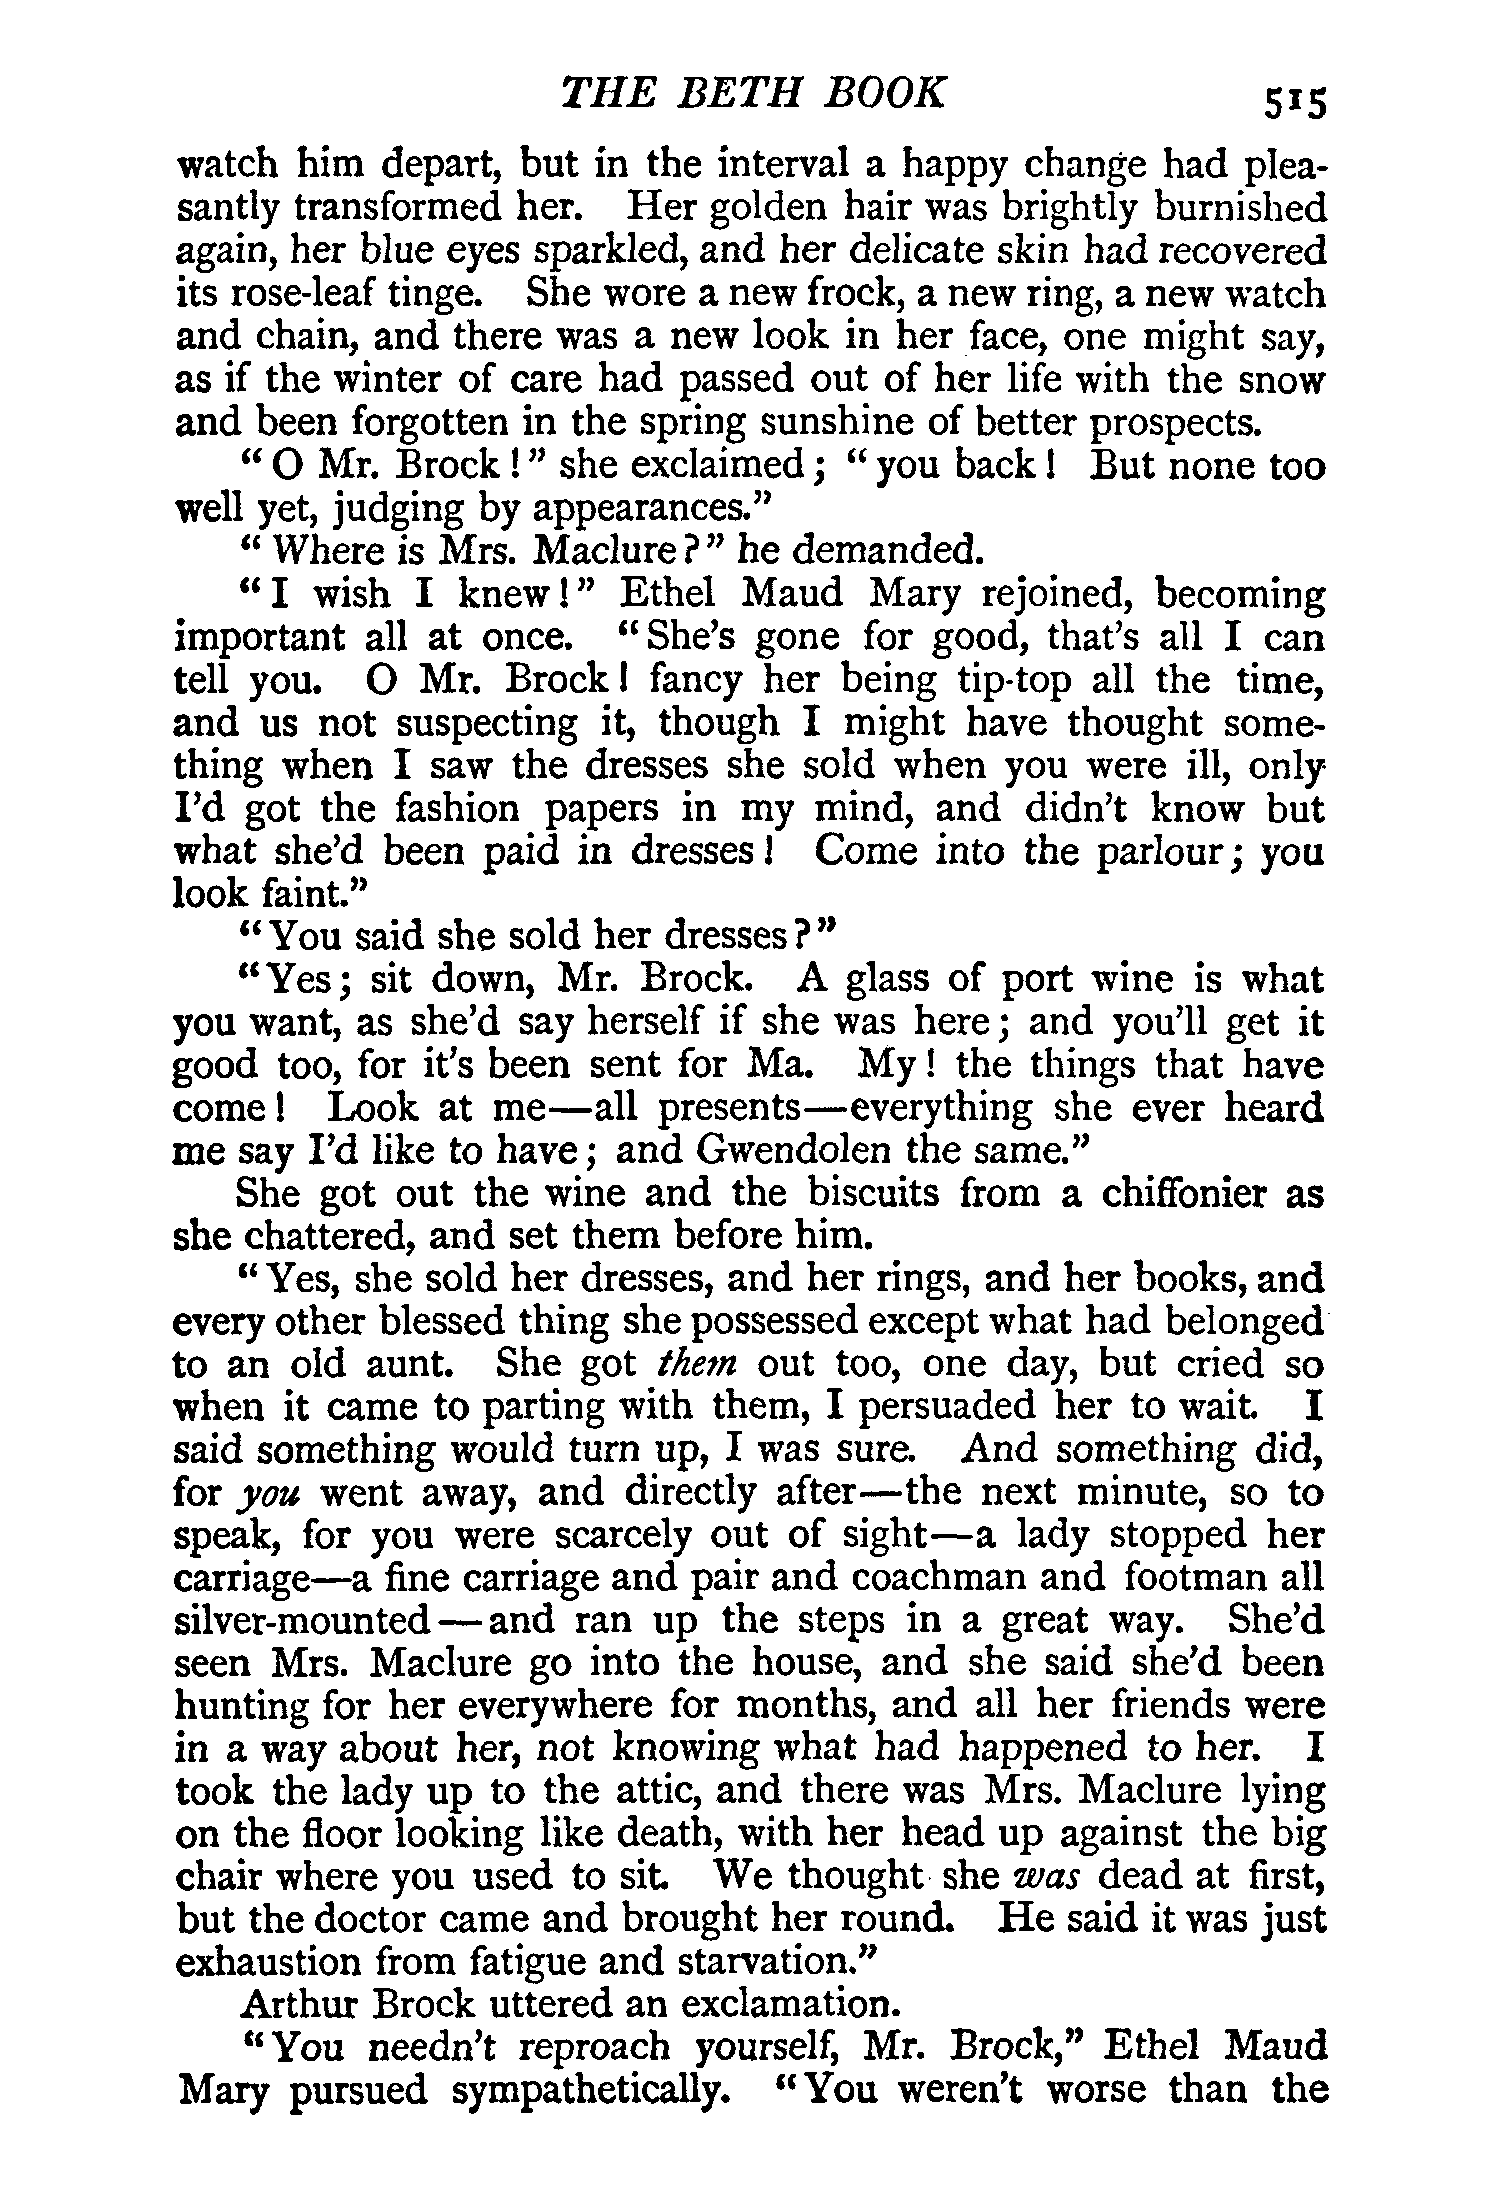 THE BETH BOOK 515
watch him depart, but in the interval a happy change had plea-
santly transformed her. Her golden hair was brightly burnished
again, her blue eyes sparkled, and her delicate skin had recovered
its rose-leaf tinge. She wore a new frock, a new ring, a new watch
and chain, and there was a new look in her face, one might say,
as if the winter of care had passed out of her life with the snow
and been forgotten in the spring sunshine of better prospects.
“O Mr. Brock!” she exclaimed; “you back! But none too
well yet, judging by appearances.”
“Where is Mrs. Maclure?” he demanded.
“I wish I knew!” Ethel Maud Mary rejoined, becoming
important all at once. “She’s gone for good, that’s all I can
tell you. O Mr. Brock! fancy her being tip-top all the time,
and us not suspecting it, though I might have thought some-
thing when I saw the dresses she sold when you were ill, only
I’d got the fashion papers in my mind, and didn’t know but
what she’d been paid in dresses! Come into the parlour; you
look faint.”
“You said she sold her dresses?”
“Yes; sit down, Mr. Brock. A glass of port wine is what
you want, as she’d say herself if she was here; and you’ll get it
good too, for it’s been sent for Ma. My! the things that have
come! Look at me—all presents—everything she ever heard
me say I’d like to have; and Gwendolen the same.”
She got out the wine and the biscuits from a chiffonier as
she chattered, and set them before him.
“Yes, she sold her dresses, and her rings, and her books, and
every other blessed thing she possessed except what had belonged
to an old aunt. She got them out too, one day, but cried so
when it came to parting with them, I persuaded her to wait. I
said something would turn up, I was sure. And something did,
for you went away, and directly after—the next minute, so to
speak, for you were scarcely out of sight—a lady stopped her
carriage—a fine carriage and pair and coachman and footman all
silver-mounted—and ran up the steps in a great way. She’d
seen Mrs. Maclure go into the house, and she said she’d been
hunting for her everywhere for months, and all her friends were
in a way about her, not knowing what had happened to her. I
took the lady up to the attic, and there was Mrs. Maclure lying
on the floor looking like death, with her head up against the big
chair where you used to sit. We thought she was dead at first,
but the doctor came and brought her round. He said it was just
exhaustion from fatigue and starvation.”
Arthur Brock uttered an exclamation.
“You needn’t reproach yourself, Mr. Brock,” Ethel Maud
Mary pursued sympathetically. “You weren’t worse than the